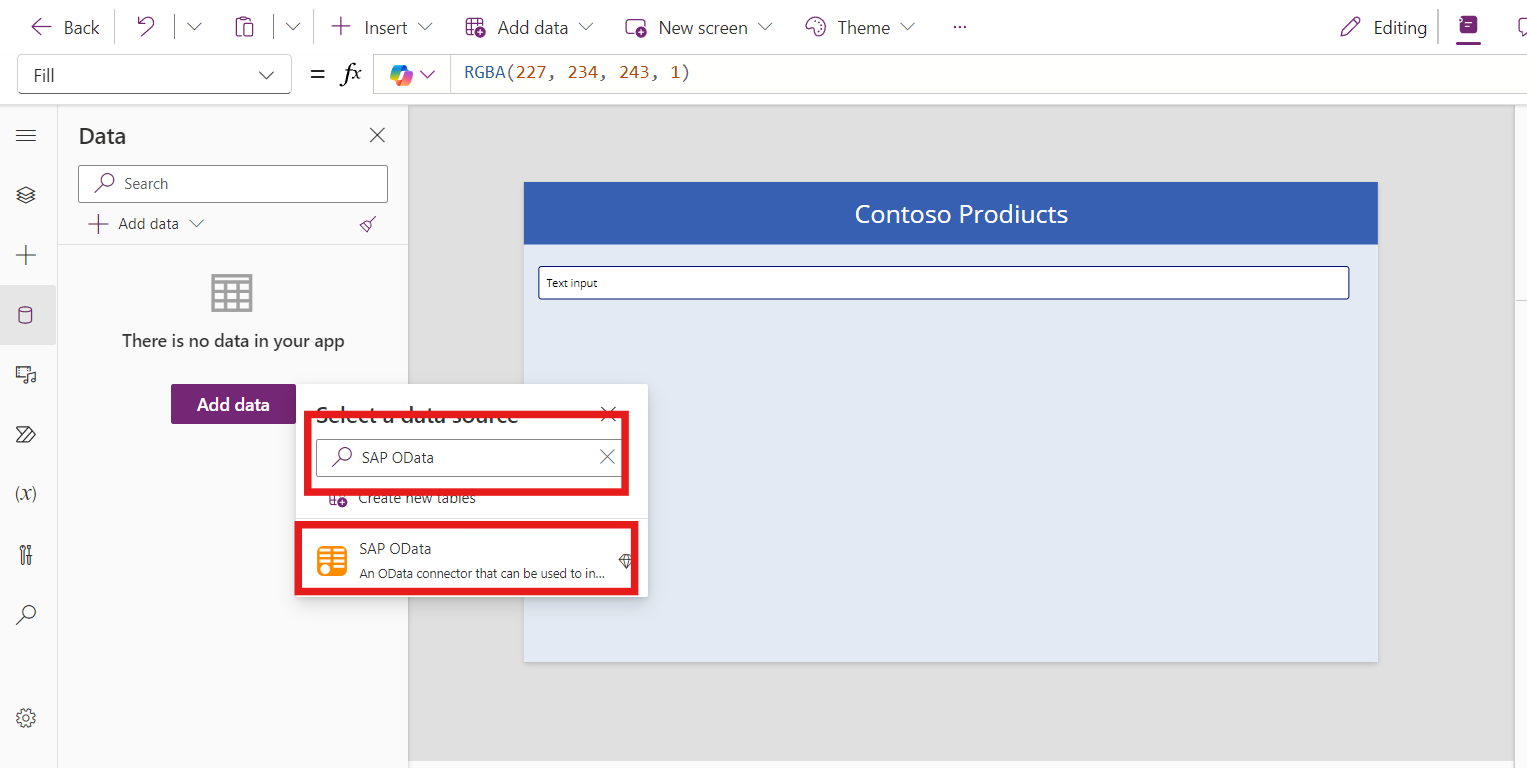 Back
Insert
Add data
New screen
Theme
...
Editing
Fill
= fx
RGBA(227, 234, 243, 1)
Data
Search
Add data
There is no data in your app
Add data
Contoso Prodiucts
Text input
Select a data source
SAP OData
Create new tables
SAP OData
An OData connector that can be used to in...
(x)